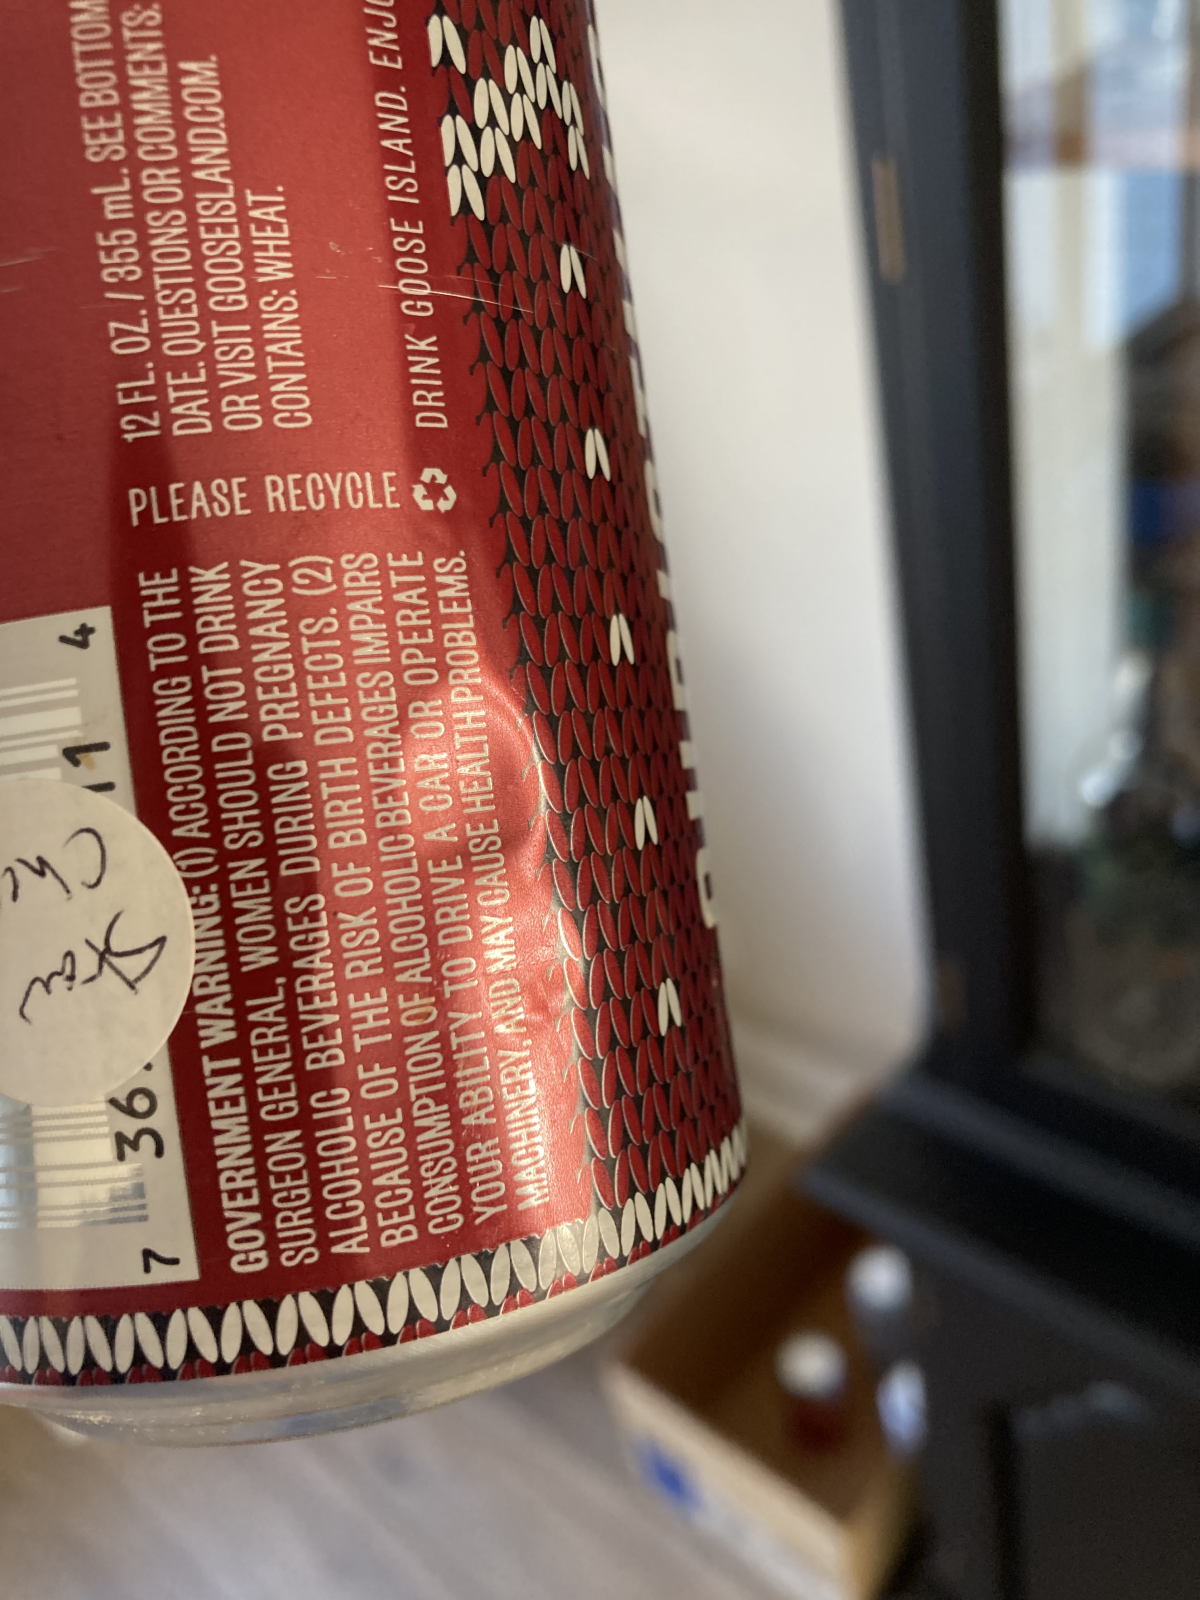 12 FL. OZ. / 355 mL. SEE BOTTOM
DATE. QUESTIONS OR COMMENTS:
OR VISIT GOOSEISLAND.COM.
CONTAINS: WHEAT.
DRINK GOOSE ISLAND.
PLEASE RECYCLE
GOVERNMENT WARNING: (1) ACCORDING TO THE
SURGEON GENERAL, WOMEN SHOULD NOT DRINK
ALCOHOLIC BEVERAGES DURING PREGNANCY
BECAUSE OF THE RISK OF BIRTH DEFECTS. (2)
CONSUMPTION OF ALCOHOLIC BEVERAGES IMPAIRS
YOUR ABILITY TO DRIVE A CAR OR OPERATE
MACHINERY, AND MAY CAUSE HEALTH PROBLEMS.
7 36 11 4